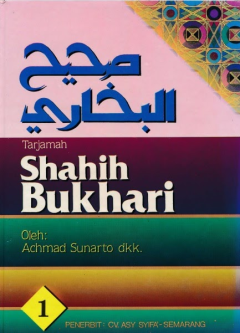 صحيح
البخاري
Tarjamah
Shahih
Bukhari
Oleh:
Achmad Sunarto dkk.
1
PENERBIT: CV. ASY SYIFA'-SEMARANG